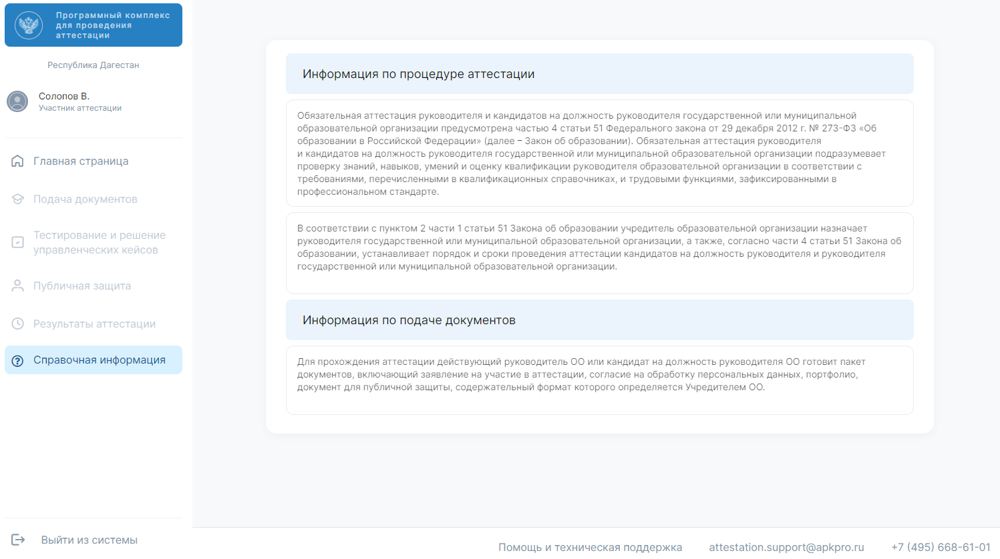 Программный комплекс
для проведения
аттестации
Республика Дагестан
Солопов В.
Участник аттестации
Главная страница
Подача документов
Тестирование и решение
управленческих кейсов
Публичная защита
Результаты аттестации
Справочная информация
Выйти из системы
Информация по процедуре аттестации
Обязательная аттестация руководителя и кандидатов на должность руководителя государственной или муниципальной
образовательной организации предусмотрена частью 4 статьи 51 Федерального закона от 29 декабря 2012 г. № 273-ФЗ «Об
образовании в Российской Федерации» (далее – Закон об образовании). Обязательная аттестация руководителя
и кандидатов на должность руководителя государственной или муниципальной образовательной организации подразумевает
проверку знаний, навыков, умений и оценку квалификации руководителя образовательной организации в соответствии с
требованиями, перечисленными в квалификационных справочниках, и трудовыми функциями, зафиксированными в
профессиональном стандарте.
В соответствии с пунктом 2 части 1 статьи 51 Закона об образовании учредитель образовательной организации назначает
руководителя государственной или муниципальной образовательной организации, а также, согласно части 4 статьи 51 Закона об
образовании, устанавливает порядок и сроки проведения аттестации кандидатов на должность руководителя и руководителя
государственной или муниципальной образовательной организации.
Информация по подаче документов
Для прохождения аттестации действующий руководитель ОО или кандидат на должность руководителя ОО готовит пакет
документов, включающий заявление на участие в аттестации, согласие на обработку персональных данных, портфолио,
документ для публичной защиты, содержательный формат которого определяется Учредителем ОО.
Помощь и техническая поддержка attestation.support@apkpro.ru +7 (495) 668-61-01